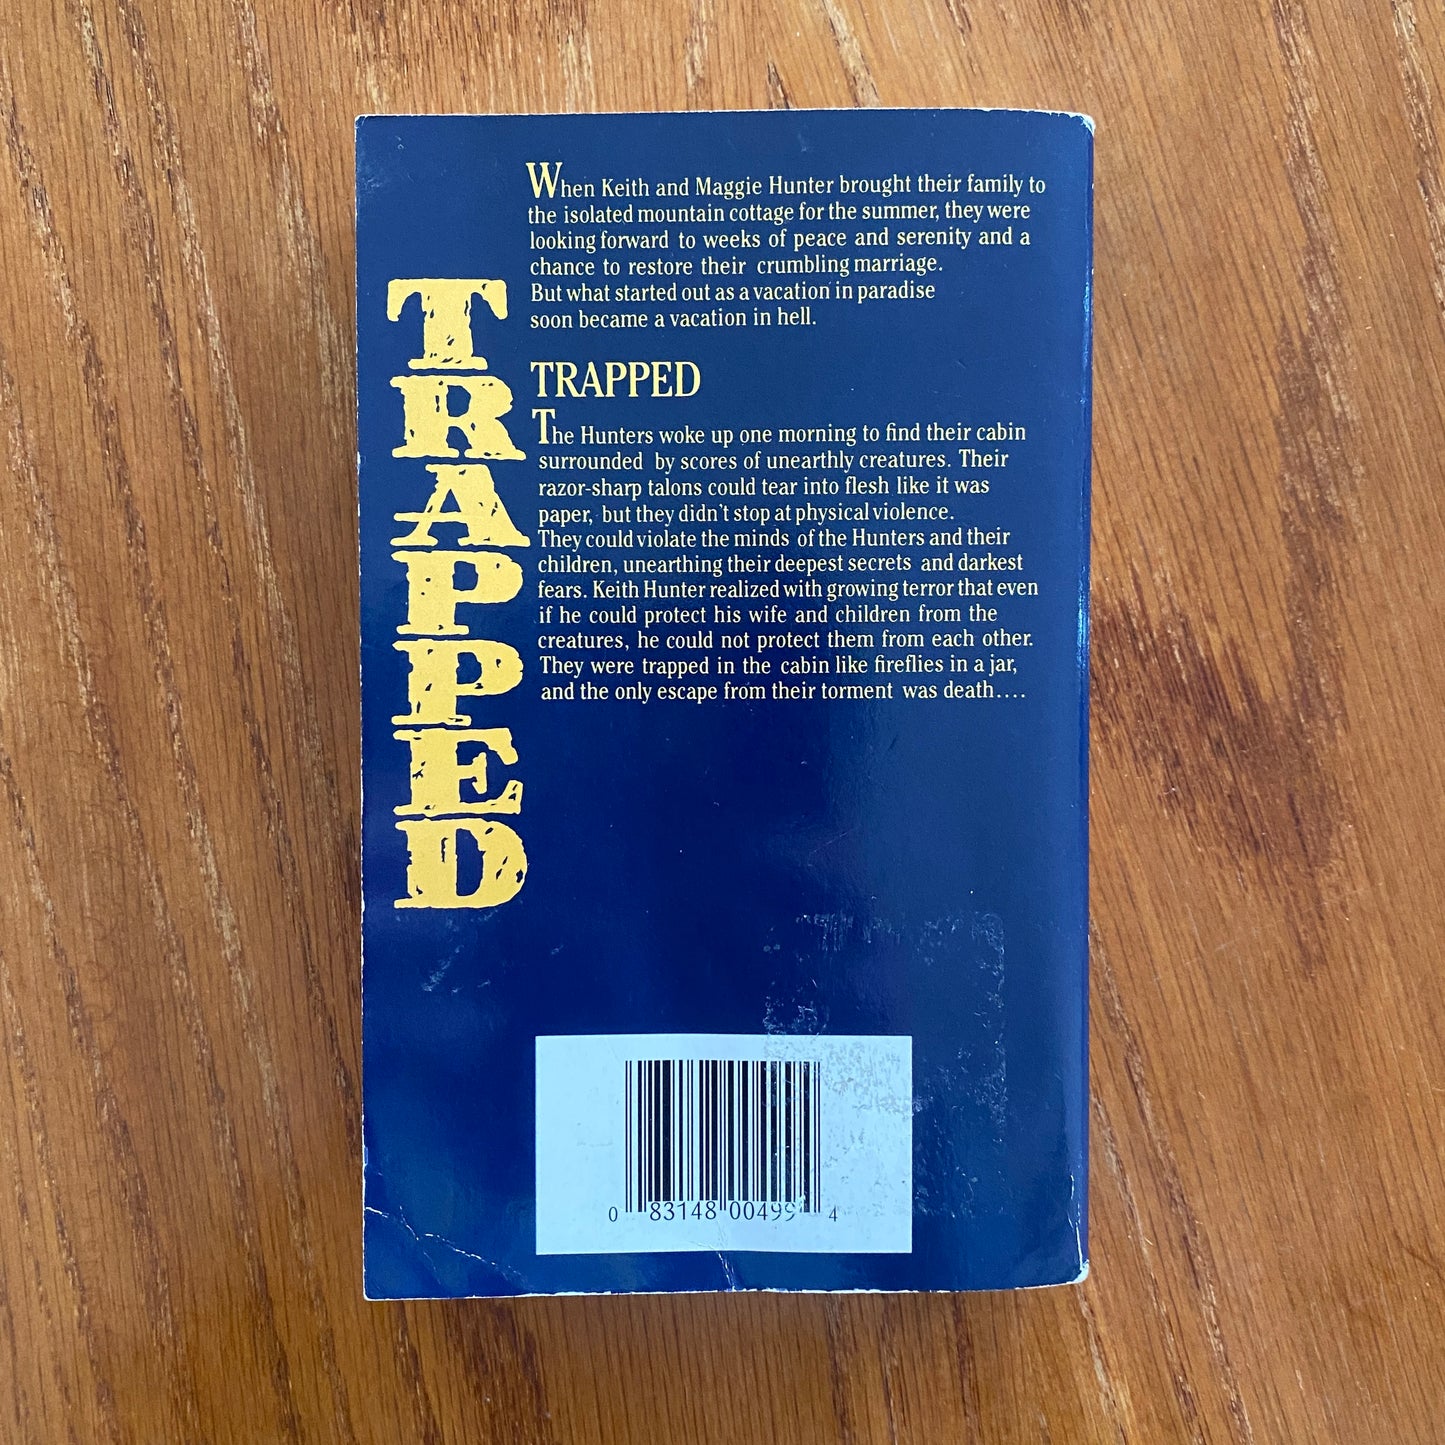 TRAPPED
When Keith and Maggie Hunter brought their family to
the isolated mountain cottage for the summer, they were
looking forward to weeks of peace and serenity and a
chance to restore their crumbling marriage.
But what started out as a vacation in paradise
soon became a vacation in hell.
TRAPPED
The Hunters woke up one morning to find their cabin
surrounded by scores of unearthly creatures. Their
razor-sharp talons could tear into flesh like it was
paper, but they didn't stop at physical violence.
They could violate the minds of the Hunters and their
children, unearthing their deepest secrets and darkest
fears. Keith Hunter realized with growing terror that even
if he could protect his wife and children from the
creatures, he could not protect them from each other.
They were trapped in the cabin like fireflies in a jar,
and the only escape from their torment was death....
0 83148 00499 4